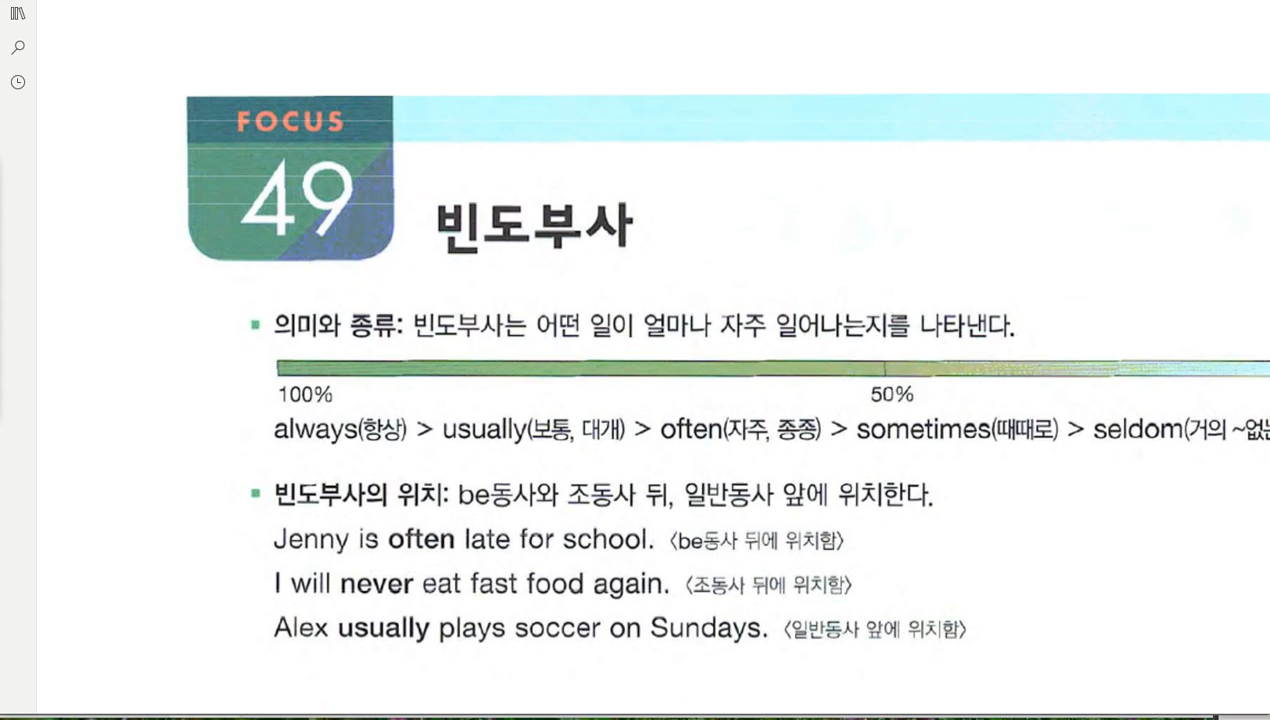 FOCUS
49
빈도부사
의미와 종류: 빈도부사는 어떤 일이 얼마나 자주 일어나는지를 나타낸다.
100% 50%
always(항상) > usually(보통, 대개) > often(자주, 종종) > sometimes(때때로) > seldom(거의 ~없는
빈도부사의 위치: be동사와 조동사 뒤, 일반동사 앞에 위치한다.
Jenny is often late for school. 〈be동사 뒤에 위치함〉
I will never eat fast food again. 〈조동사 뒤에 위치함〉
Alex usually plays soccer on Sundays. 〈일반동사 앞에 위치함〉